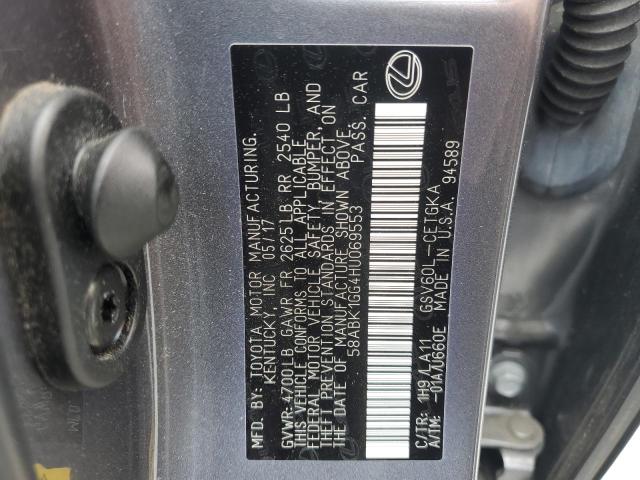 MFD. BY: TOYOTA MOTOR MANUFACTURING,
KENTUCKY, INC 05/17
GVWR: 4700LB GAWR FR 2625LB RR 2540 LB
THIS VEHICLE CONFORMS TO ALL APPLICABLE
FEDERAL MOTOR VEHICLE SAFETY, BUMPER, AND
THEFT PREVENTION STANDARDS IN EFFECT ON
THE DATE OF MANUFACTURE SHOWN ABOVE.
58ABK1GG4HU069553 PASS. CAR
C/TR: 1H9/LA11 GSV60L-CETGKA
A/TM: -01A/U660E MADE IN U.S.A. 94589